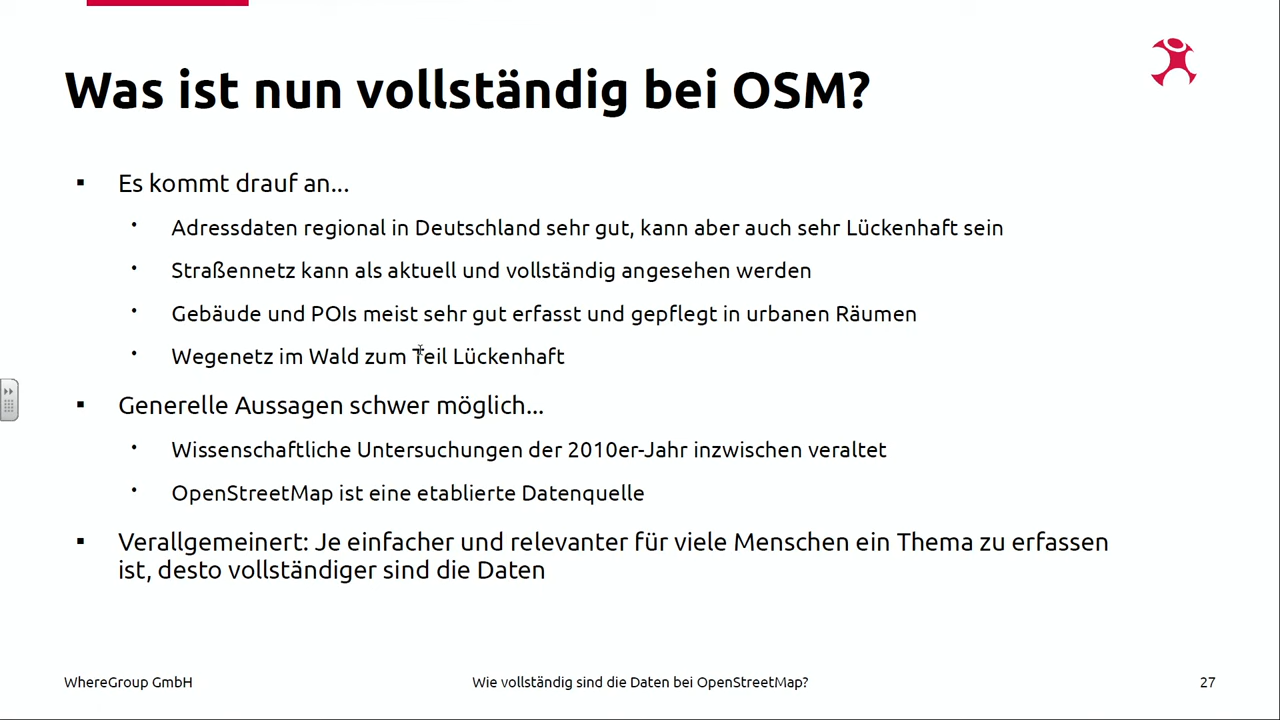 Was ist nun vollständig bei OSM?
Es kommt drauf an...
Adressdaten regional in Deutschland sehr gut, kann aber auch sehr Lückenhaft sein
Straßennetz kann als aktuell und vollständig angesehen werden
Gebäude und POIs meist sehr gut erfasst und gepflegt in urbanen Räumen
Wegenetz im Wald zum Teil Lückenhaft
Generelle Aussagen schwer möglich...
Wissenschaftliche Untersuchungen der 2010er-Jahr inzwischen veraltet
OpenStreetMap ist eine etablierte Datenquelle
Verallgemeinert: Je einfacher und relevanter für viele Menschen ein Thema zu erfassen
ist, desto vollständiger sind die Daten
WhereGroup GmbH
Wie vollständig sind die Daten bei OpenStreetMap?
27